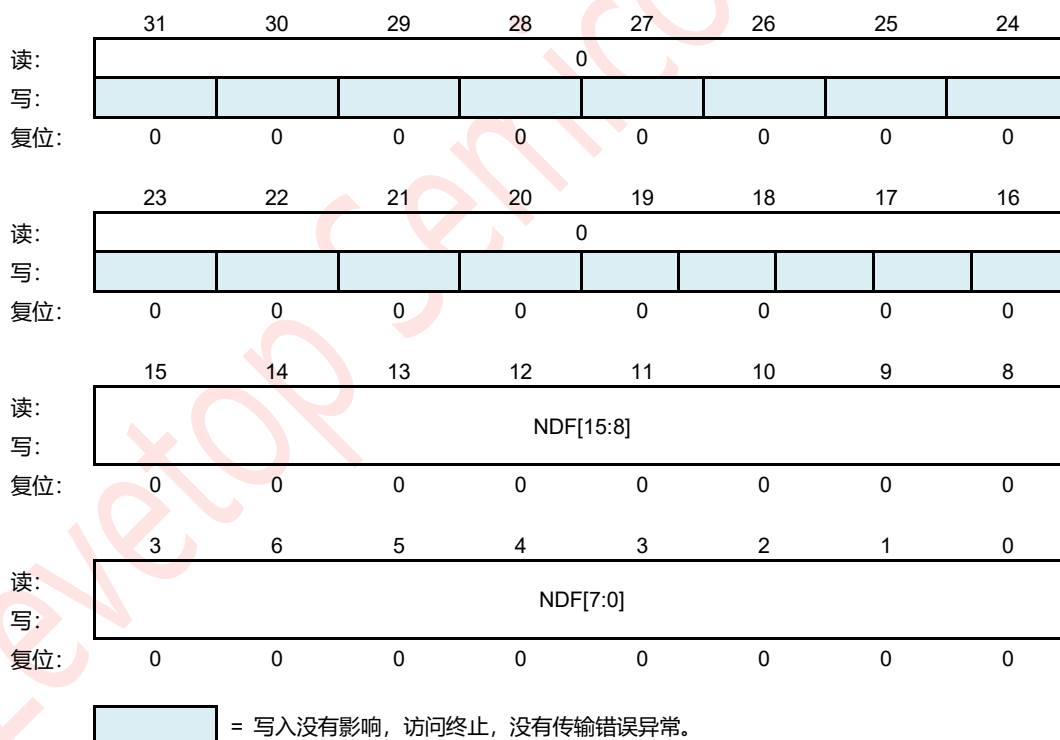 31 30 29 28 27 26 25 24
读： 0
写：
复位： 0 0 0 0 0 0 0 0
23 22 21 20 19 18 17 16
读： 0
写：
复位： 0 0 0 0 0 0 0 0
15 14 13 12 11 10 9 8
读：
NDF[15:8]
写：
复位： 0 0 0 0 0 0 0 0
3 6 5 4 3 2 1 0
读：
NDF[7:0]
写：
复位： 0 0 0 0 0 0 0 0
= 写入没有影响，访问终止，没有传输错误异常。
Levetop Semico